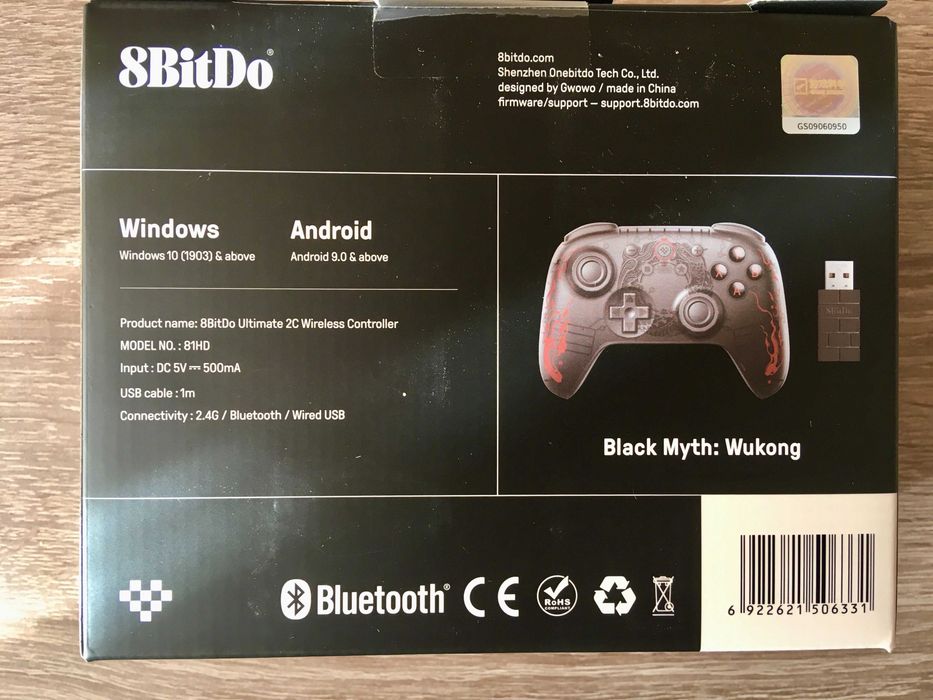 8BitDo®
8bitdo.com
Shenzhen Onebitdo Tech Co., Ltd.
designed by Gwowo / made in China
firmware/support – support.8bitdo.com
GS09060950
Windows
Windows 10 (1903) & above
Android
Android 9.0 & above
Product name: 8BitDo Ultimate 2C Wireless Controller
MODEL NO. : 81HD
Input : DC 5V⎓500mA
USB cable : 1m
Connectivity : 2.4G / Bluetooth / Wired USB
8BitDo
Black Myth: Wukong
Bluetooth®
CE
RoHS
COMPLIANT
6 922621 506331